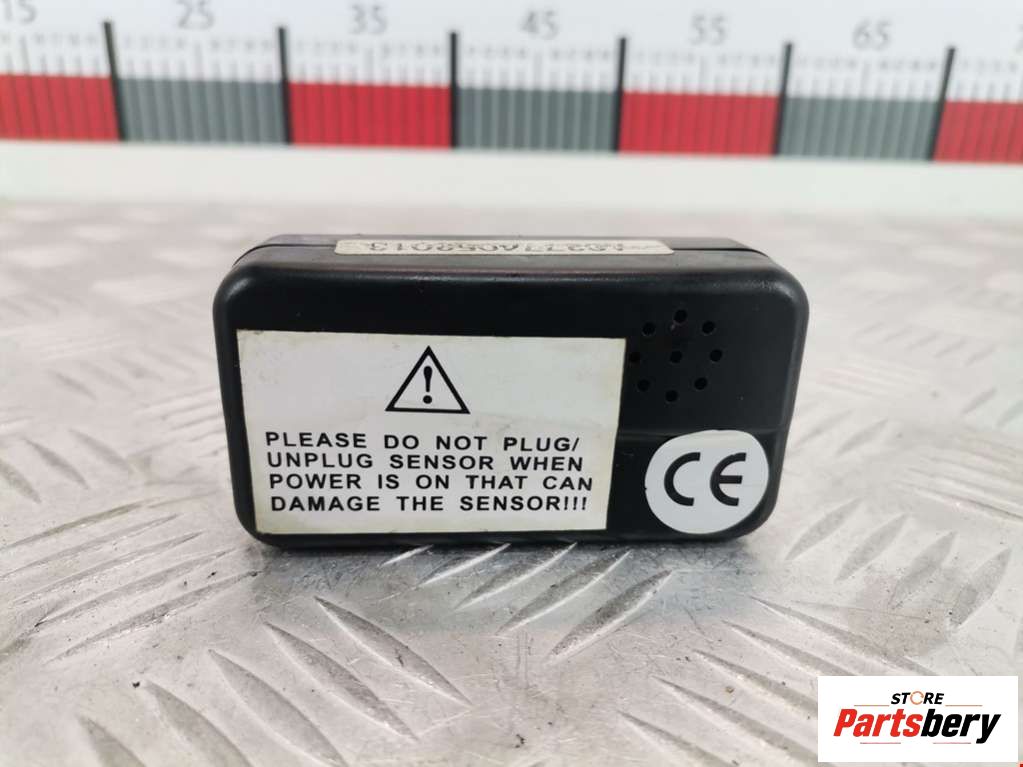 15 25 35 45 55 65
PLEASE DO NOT PLUG/
UNPLUG SENSOR WHEN
POWER IS ON THAT CAN
DAMAGE THE SENSOR!!!
CE
STORE
Partsbery